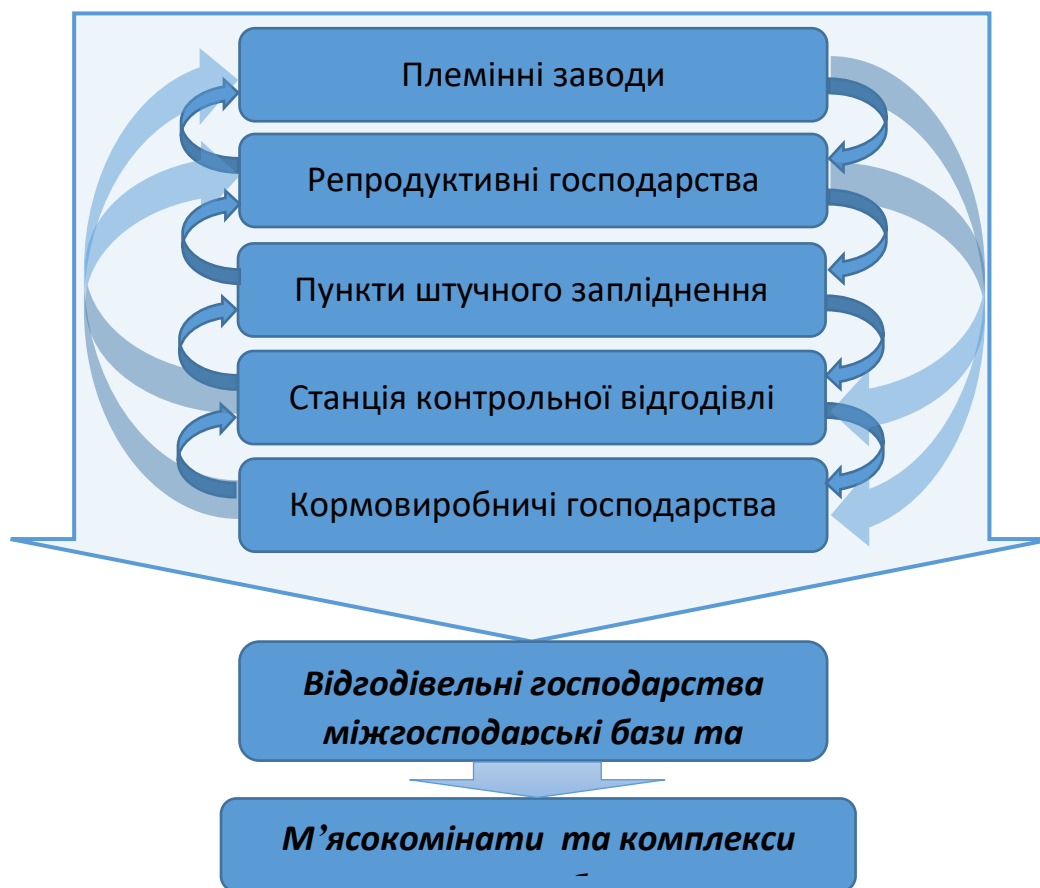 Племінні заводи
Репродуктивні господарства
Пункти штучного запліднення
Станція контрольної відгодівлі
Кормовиробничі господарства
Відгодівельні господарства
міжгосподарські бази та
М’ясокомінати та комплекси